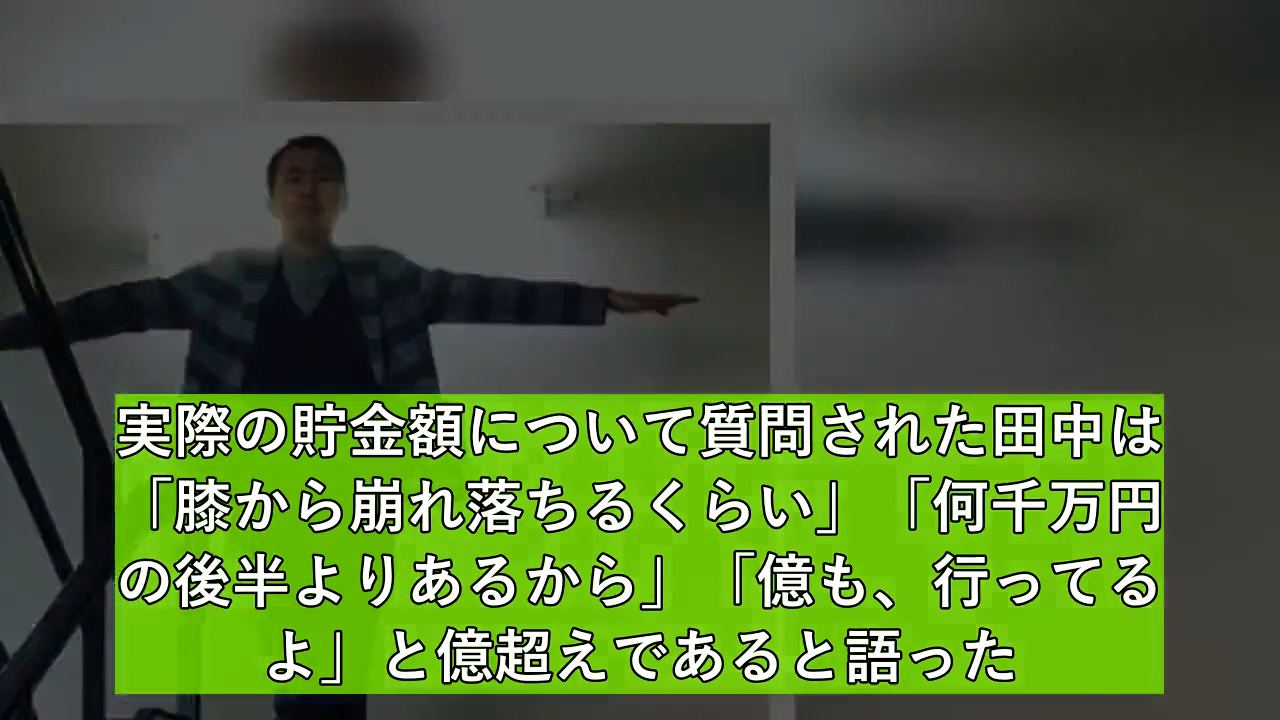 実際の貯金額について質問された田中は
「膝から崩れ落ちるくらい」「何千万円
の後半よりあるから」「億も、行ってる
よ」と億超えであると語った